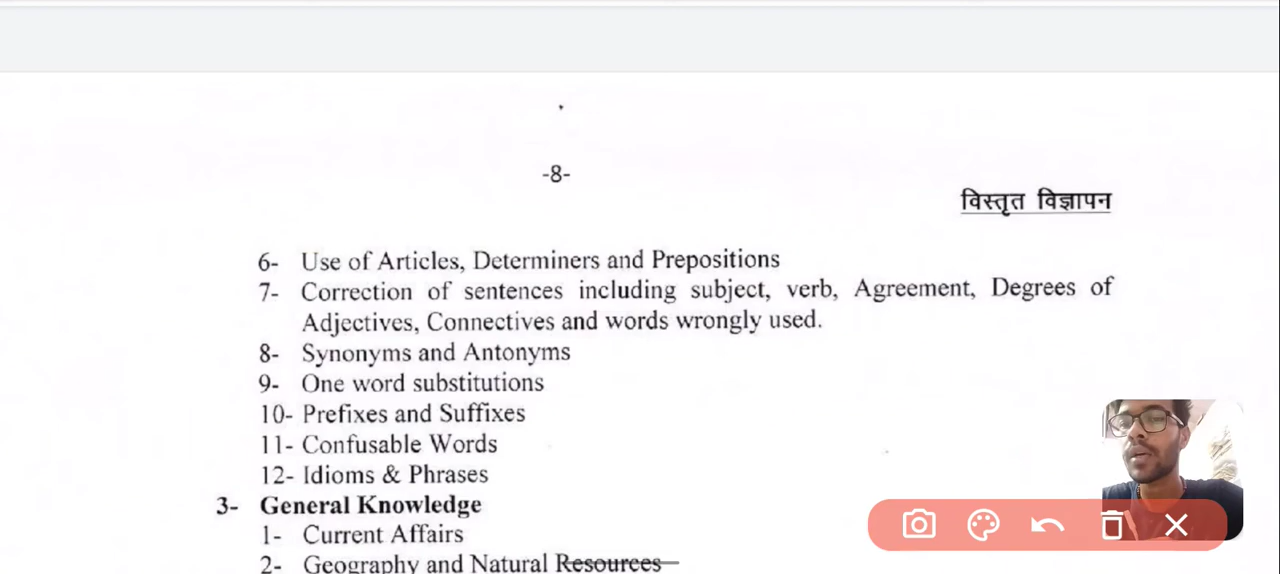 -8-
विस्तृत विज्ञापन
6- Use of Articles, Determiners and Prepositions
7- Correction of sentences including subject, verb, Agreement, Degrees of
Adjectives, Connectives and words wrongly used.
8- Synonyms and Antonyms
9- One word substitutions
10- Prefixes and Suffixes
11- Confusable Words
12- Idioms & Phrases
3- General Knowledge
1- Current Affairs
2- Geography and Natural Resources